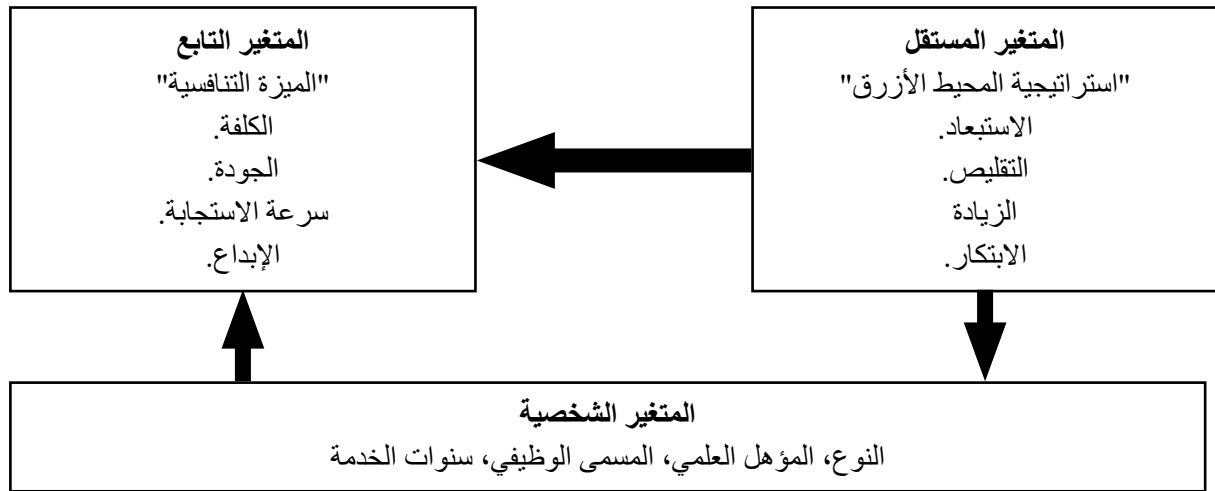 المتغير المستقل
"استراتيجية المحيط الأزرق"
الاستبعاد.
التقليص.
الزيادة
الابتكار.
المتغير التابع
"الميزة التنافسية"
الكلفة.
الجودة.
سرعة الاستجابة.
الإبداع.
المتغير الشخصية
النوع، المؤهل العلمي، المسمى الوظيفي، سنوات الخدمة